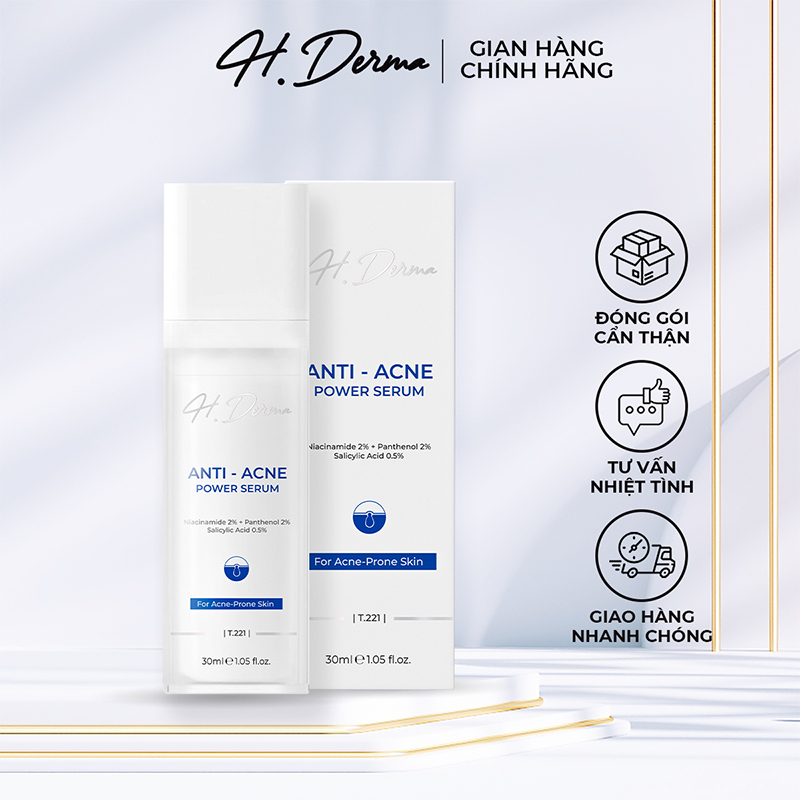 H. Derma
GIAN HÀNG
CHÍNH HÃNG
H. Derma
ANTI - ACNE
POWER SERUM
Niacinamide 2% + Panthenol 2%
Salicylic Acid 0.5%
For Acne-Prone Skin
| T.221 |
30ml ℮ 1.05 fl.oz.
H. Derma
ANTI - ACNE
POWER SERUM
Niacinamide 2% + Panthenol 2%
Salicylic Acid 0.5%
For Acne-Prone Skin
| T.221 |
30ml ℮ 1.05 fl.oz.
ĐÓNG GÓI
CẨN THẬN
TƯ VẤN
NHIỆT TÌNH
GIAO HÀNG
NHANH CHÓNG